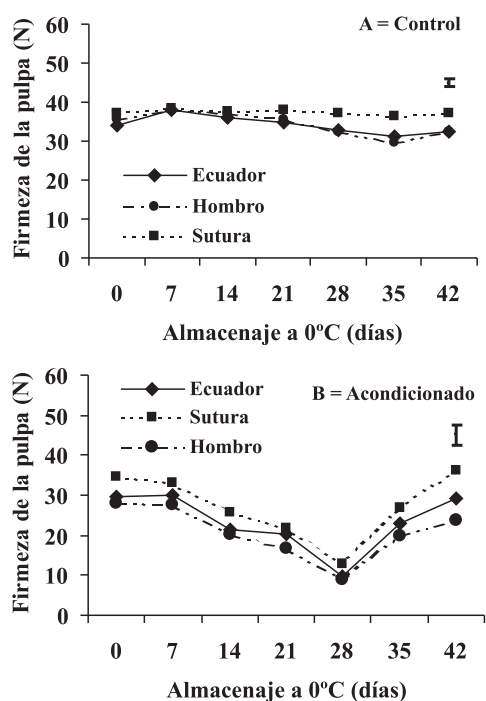 60
50
40
30
20
10
0
Firmeza de la pulpa (N)
A = Control
Ecuador
Hombro
Sutura
0 7 14 21 28 35 42
Almacenaje a 0ºC (días)
60
50
40
30
20
10
0
Firmeza de la pulpa (N)
Ecuador
Sutura
Hombro
B = Acondicionado
0 7 14 21 28 35 42
Almacenaje a 0ºC (días)